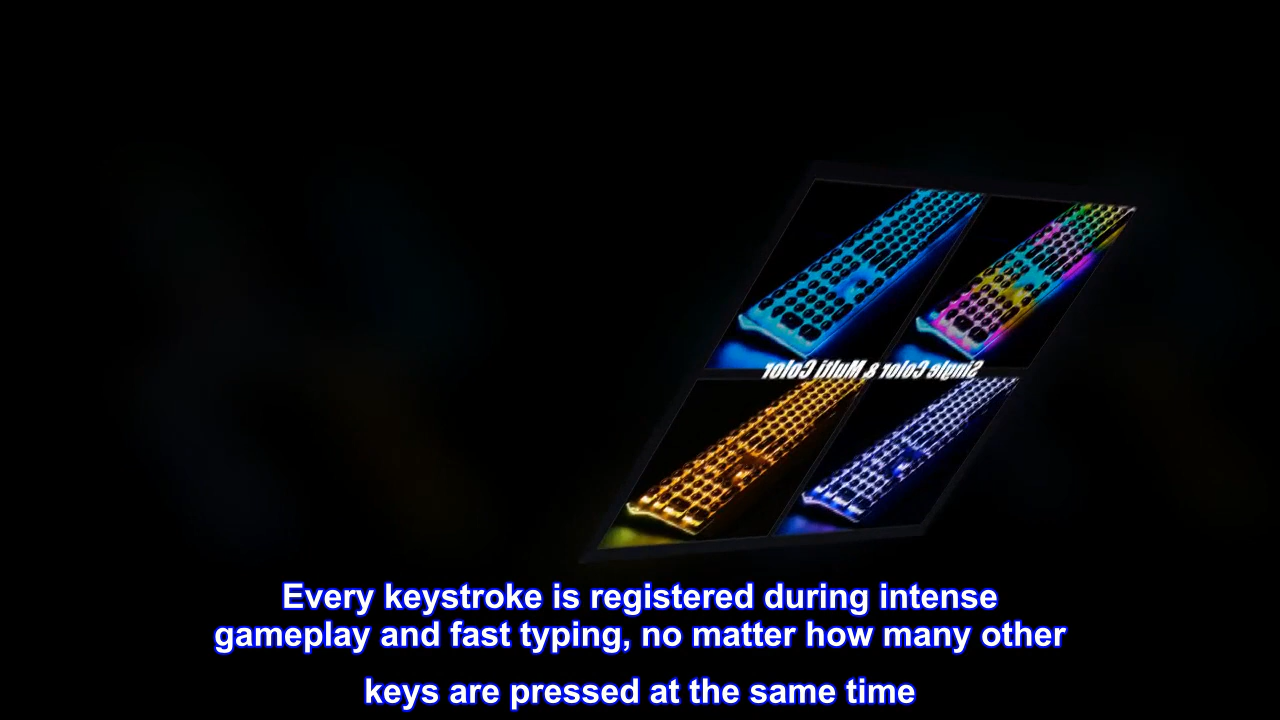 Single Color & Mulfi Color
Every keystroke is registered during intense
gameplay and fast typing, no matter how many other
keys are pressed at the same time